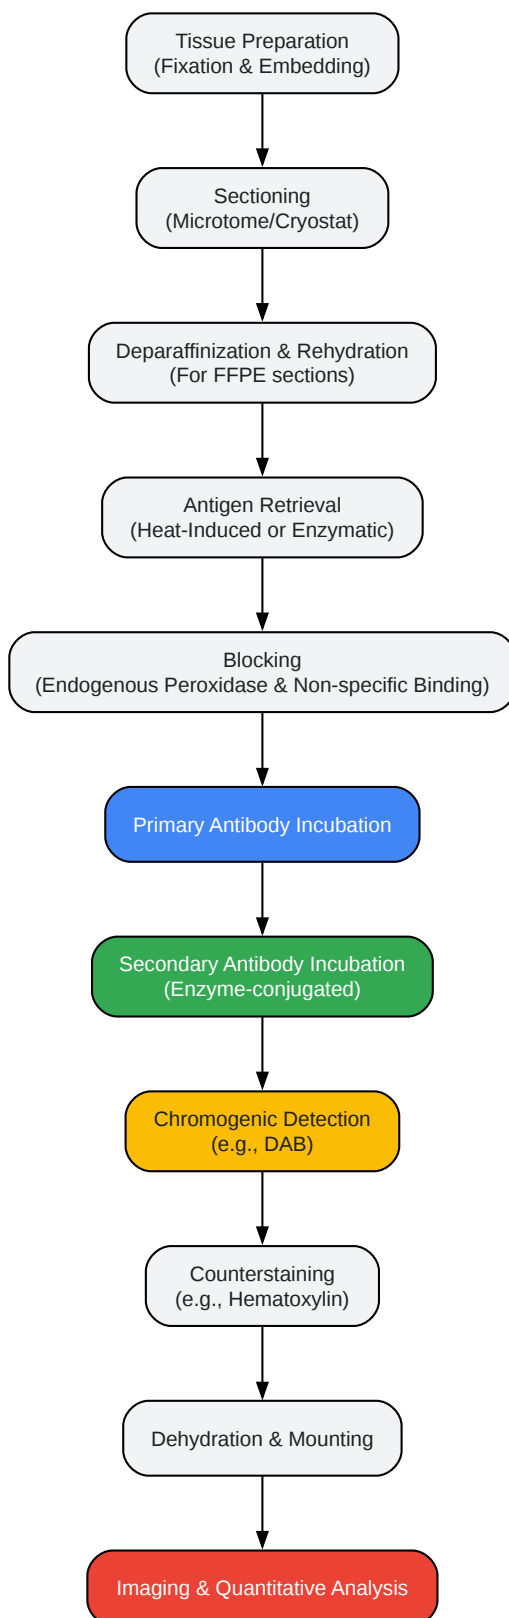 Tissue Preparation
(Fixation & Embedding)
Sectioning
(Microtome/Cryostat)
Deparaffinization & Rehydration
(For FFPE sections)
Antigen Retrieval
(Heat-Induced or Enzymatic)
Blocking
(Endogenous Peroxidase & Non-specific Binding)
Primary Antibody Incubation
Secondary Antibody Incubation
(Enzyme-conjugated)
Chromogenic Detection
(e.g., DAB)
Counterstaining
(e.g., Hematoxylin)
Dehydration & Mounting
Imaging & Quantitative Analysis